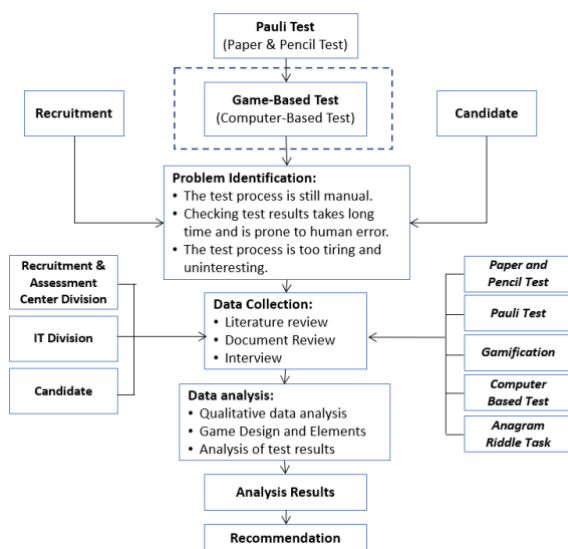 Pauli Test
(Paper & Pencil Test)
Game-Based Test
(Computer-Based Test)
Recruitment
Candidate
Problem Identification:
• The test process is still manual.
• Checking test results takes long
time and is prone to human error.
• The test process is too tiring and
uninteresting.
Recruitment &
Assessment
Center Division
IT Division
Candidate
Data Collection:
• Literature review
• Document Review
• Interview
Paper and
Pencil Test
Pauli Test
Gamification
Computer
Based Test
Anagram
Riddle Task
Data analysis:
• Qualitative data analysis
• Game Design and Elements
• Analysis of test results
Analysis Results
Recommendation